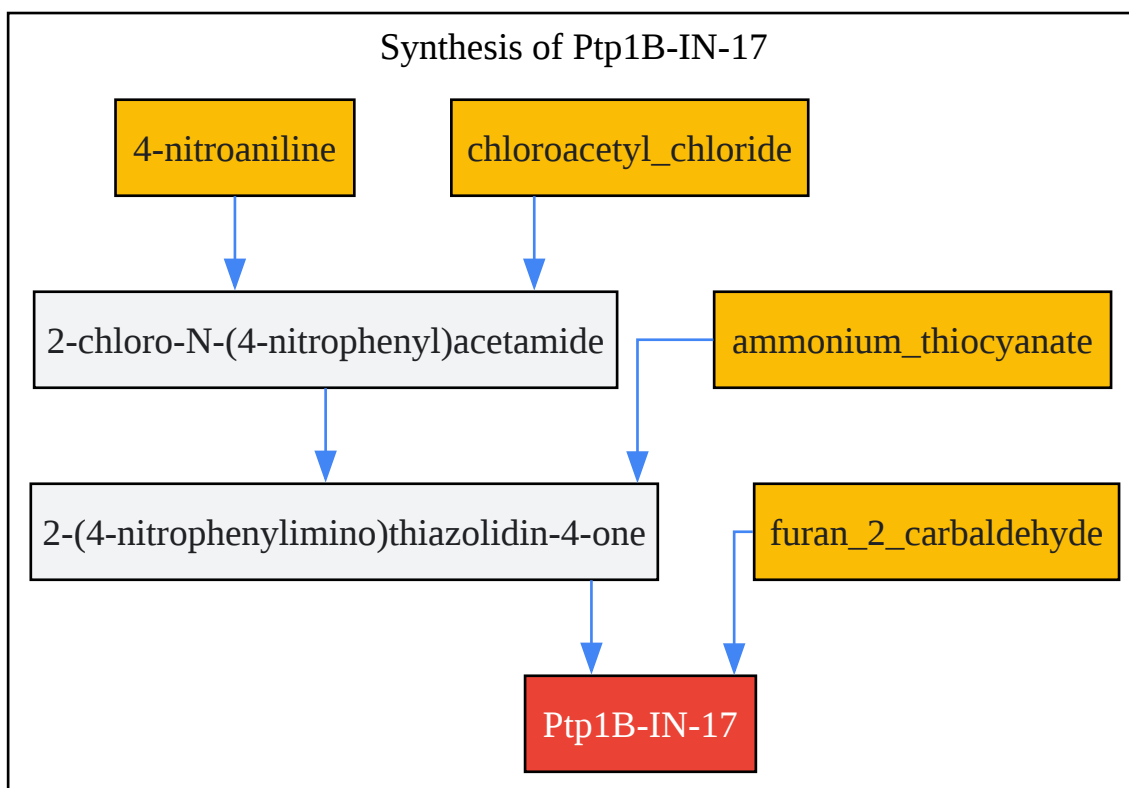 Synthesis of Ptp1B-IN-17
4-nitroaniline
chloroacetyl_chloride
2-chloro-N-(4-nitrophenyl)acetamide
ammonium_thiocyanate
2-(4-nitrophenylimino)thiazolidin-4-one
furan_2_carbaldehyde
Ptp1B-IN-17